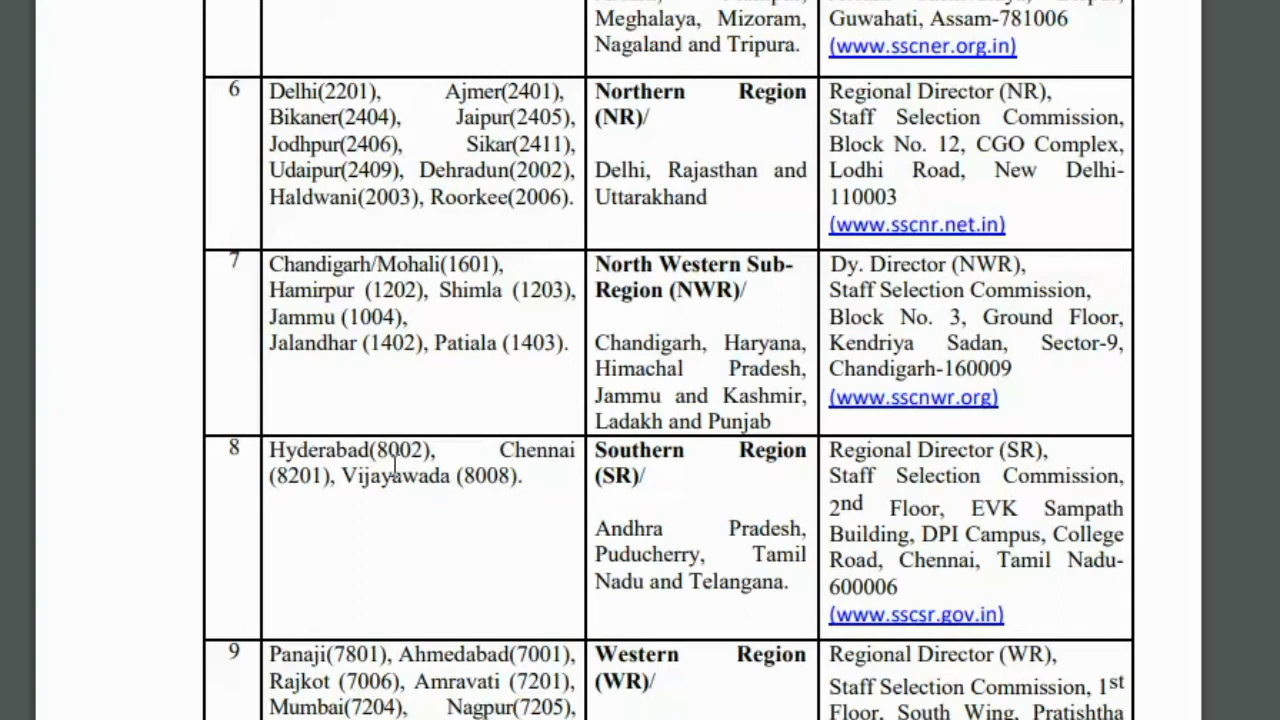 Meghalaya, Mizoram,
Nagaland and Tripura.
Guwahati, Assam-781006
(www.sscner.org.in)
6
Delhi(2201), Ajmer(2401),
Bikaner(2404), Jaipur(2405),
Jodhpur(2406), Sikar(2411),
Udaipur(2409), Dehradun(2002),
Haldwani(2003), Roorkee(2006).
Northern Region
(NR)/
Delhi, Rajasthan and
Uttarakhand
Regional Director (NR),
Staff Selection Commission,
Block No. 12, CGO Complex,
Lodhi Road, New Delhi-
110003
(www.sscnr.net.in)
7
Chandigarh/Mohali(1601),
Hamirpur (1202), Shimla (1203),
Jammu (1004),
Jalandhar (1402), Patiala (1403).
North Western Sub-
Region (NWR)/
Chandigarh, Haryana,
Himachal Pradesh,
Jammu and Kashmir,
Ladakh and Punjab
Dy. Director (NWR),
Staff Selection Commission,
Block No. 3, Ground Floor,
Kendriya Sadan, Sector-9,
Chandigarh-160009
(www.sscnwr.org)
8
Hyderabad(8002), Chennai
(8201), Vijayawada (8008).
Southern Region
(SR)/
Andhra Pradesh,
Puducherry, Tamil
Nadu and Telangana.
Regional Director (SR),
Staff Selection Commission,
2nd Floor, EVK Sampath
Building, DPI Campus, College
Road, Chennai, Tamil Nadu-
600006
(www.sscsr.gov.in)
9
Panaji(7801), Ahmedabad(7001),
Rajkot (7006), Amravati (7201),
Mumbai(7204), Nagpur(7205),
Western Region
(WR)/
Regional Director (WR),
Staff Selection Commission, 1st
Floor, South Wing, Pratishtha